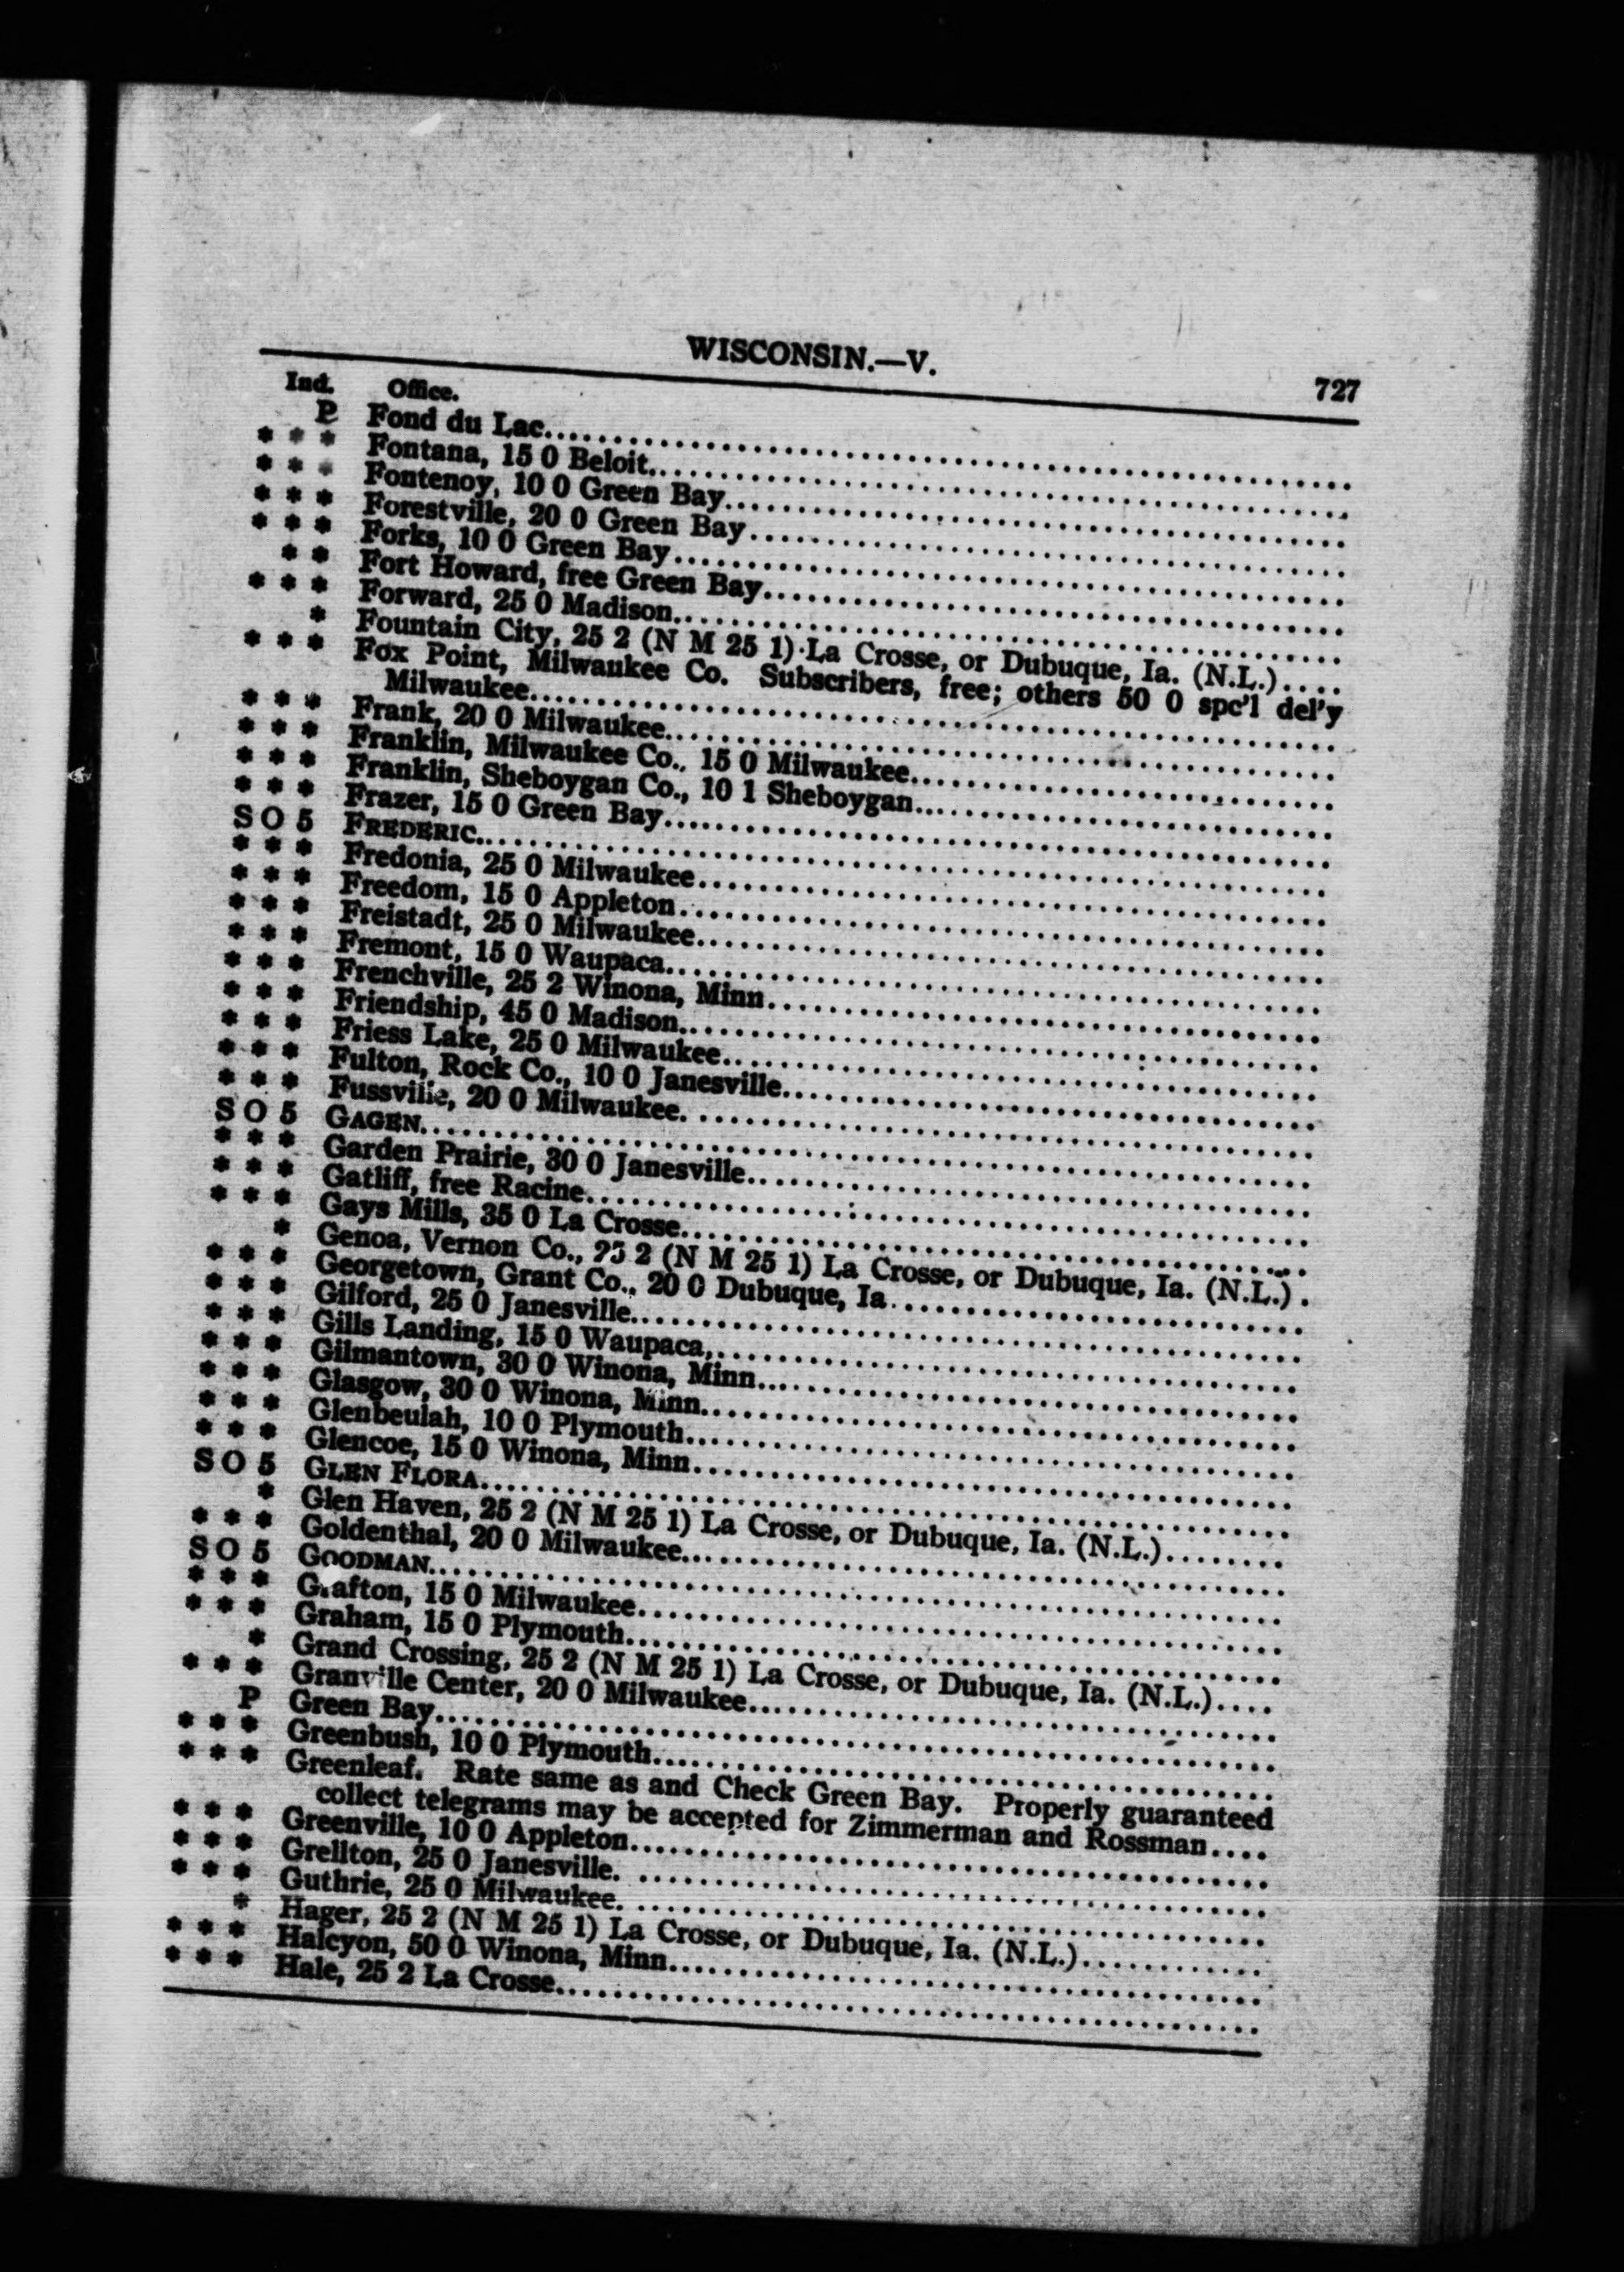 WISCONSIN.—V.
727
Ind. Office.
P Fond du Lac
* * * Fontana, 15 0 Beloit
* * * Fontenoy, 10 0 Green Bay
* * * Forestville, 20 0 Green Bay
* * * Forks, 10 0 Green Bay
* * Fort Howard, free Green Bay
* * * Forward, 25 0 Madison
* Fountain City, 25 2 (N M 25 1) La Crosse, or Dubuque, Ia. (N.L.)
* * * Fox Point, Milwaukee Co. Subscribers, free; others 50 0 spc'l del'y
Milwaukee
* * * Frank, 20 0 Milwaukee
* * * Franklin, Milwaukee Co., 15 0 Milwaukee
* * * Franklin, Sheboygan Co., 10 1 Sheboygan
* * * Frazer, 15 0 Green Bay
S O 5 FREDERIC
* * * Fredonia, 25 0 Milwaukee
* * * Freedom, 15 0 Appleton
* * * Freistadt, 25 0 Milwaukee
* * * Fremont, 15 0 Waupaca
* * * Frenchville, 25 2 Winona, Minn
* * * Friendship, 45 0 Madison
* * * Friess Lake, 25 0 Milwaukee
* * * Fulton, Rock Co., 10 0 Janesville
* * * Fussville, 20 0 Milwaukee
S O 5 GAGEN
* * * Garden Prairie, 30 0 Janesville
* * * Gatliff, free Racine
* * * Gays Mills, 35 0 La Crosse
* Genoa, Vernon Co., 2 (N M 25 1) La Crosse, or Dubuque, Ia. (N.L.)
* * * Georgetown, Grant Co., 20 0 Dubuque, Ia
* * * Gilford, 25 0 Janesville
* * * Gills Landing, 15 0 Waupaca,
* * * Gilmantown, 30 0 Winona, Minn
* * * Glasgow, 30 0 Winona, Minn
* * * Glenbeulah, 10 0 Plymouth
* * * Glencoe, 15 0 Winona, Minn
S O 5 GLEN FLORA
* Glen Haven, 25 2 (N M 25 1) La Crosse, or Dubuque, Ia. (N.L.)
* * * Goldenthal, 20 0 Milwaukee
S O 5 GOODMAN
* * * Grafton, 15 0 Milwaukee
* * * Graham, 15 0 Plymouth
* Grand Crossing, 25 2 (N M 25 1) La Crosse, or Dubuque, Ia. (N.L.)
* * * Granville Center, 20 0 Milwaukee
P Green Bay
* * * Greenbush, 10 0 Plymouth
* * * Greenleaf. Rate same as and Check Green Bay. Properly guaranteed
collect telegrams may be accepted for Zimmerman and Rossman
* * * Greenville, 10 0 Appleton
* * * Grellton, 25 0 Janesville
* * * Guthrie, 25 0 Milwaukee
* Hager, 25 2 (N M 25 1) La Crosse, or Dubuque, Ia. (N.L.)
* * * Halcyon, 50 0 Winona, Minn
* * * Hale, 25 2 La Crosse